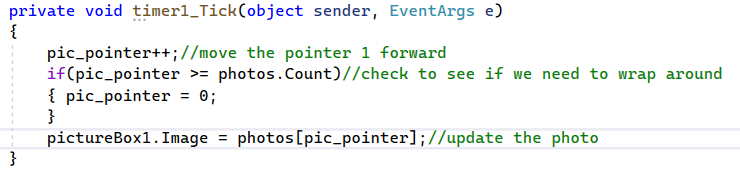 private void timer1_Tick(object sender, EventArgs e)
{
    pic_pointer++;//move the pointer 1 forward
    if(pic_pointer >= photos.Count)//check to see if we need to wrap around
    { pic_pointer = 0;
    }
    pictureBox1.Image = photos[pic_pointer];//update the photo
}